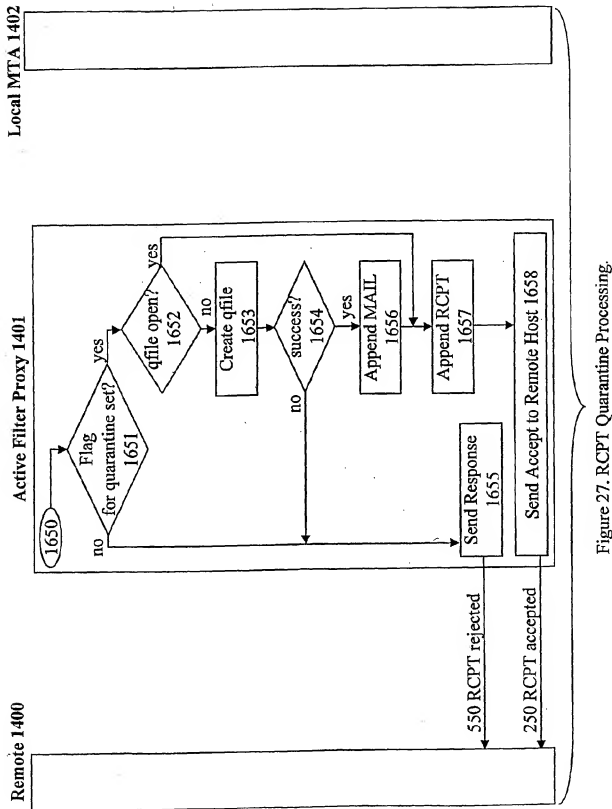 Remote 1400
Active Filter Proxy 1401
Local MTA 1402
1650
Flag
for quarantine set?
1651
yes
no
qfile open?
1652
yes
no
Create qfile
1653
success?
1654
no
yes
Append MAIL
1656
Send Response
1655
Append RCPT
1657
550 RCPT rejected
Send Accept to Remote Host 1658
250 RCPT accepted
Figure 27. RCPT Quarantine Processing.